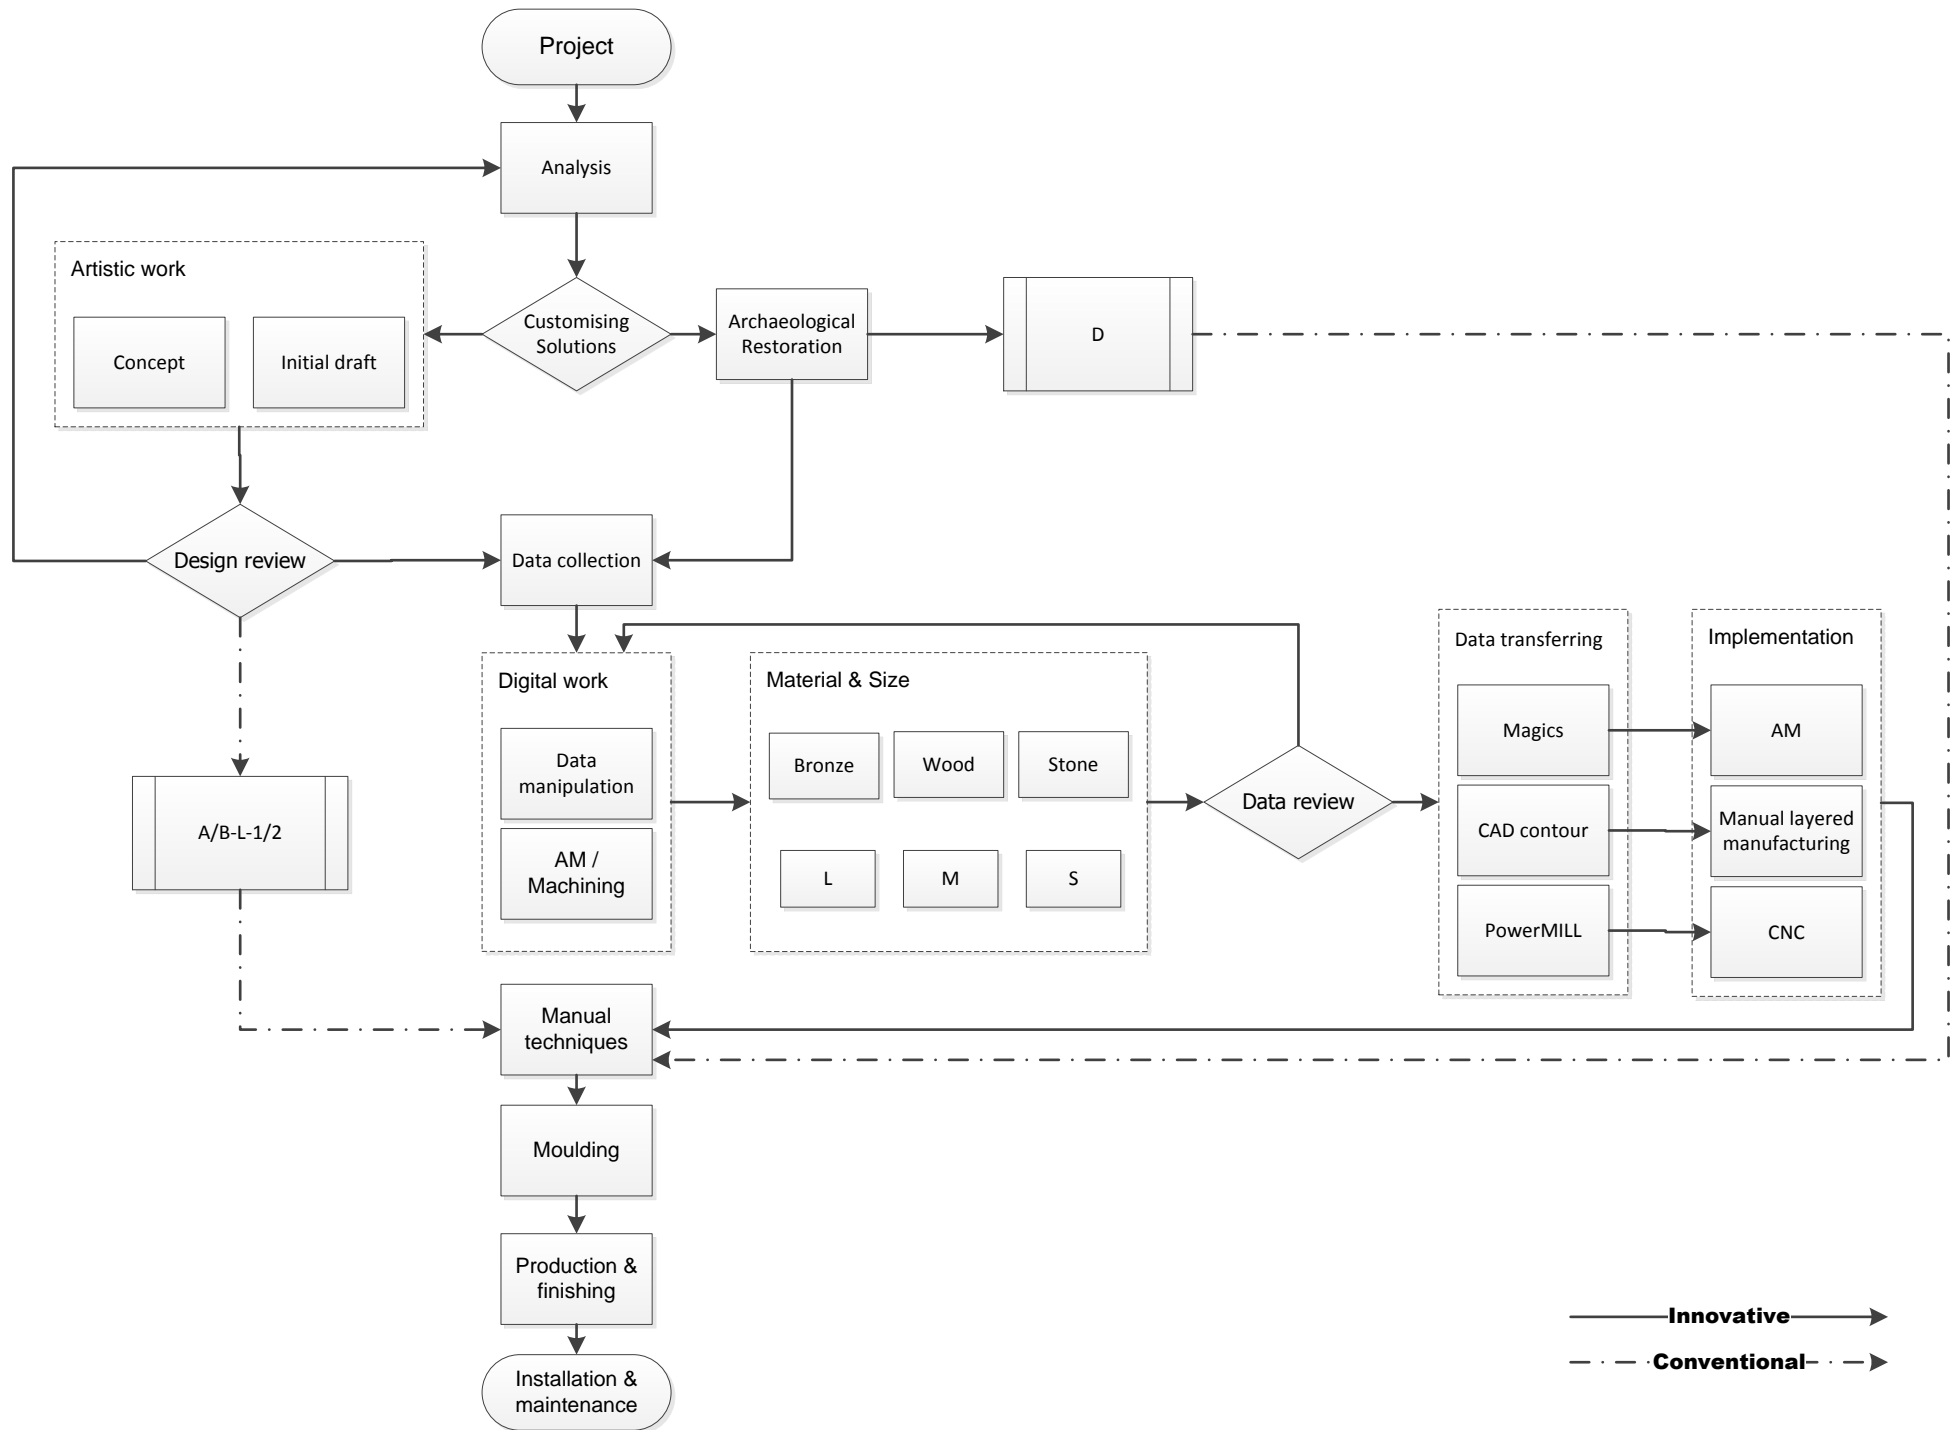 Project
Analysis
Artistic work
Concept
Initial draft
Customising
Solutions
Archaeological
Restoration
D
Design review
Data collection
A/B-L-1/2
Digital work
Data
manipulation
AM /
Machining
Material & Size
Bronze
Wood
Stone
L
M
S
Data review
Data transferring
Magics
CAD contour
PowerMILL
Implementation
AM
Manual layered
manufacturing
CNC
Manual
techniques
Moulding
Production &
finishing
Installation &
maintenance
Innovative
Conventional